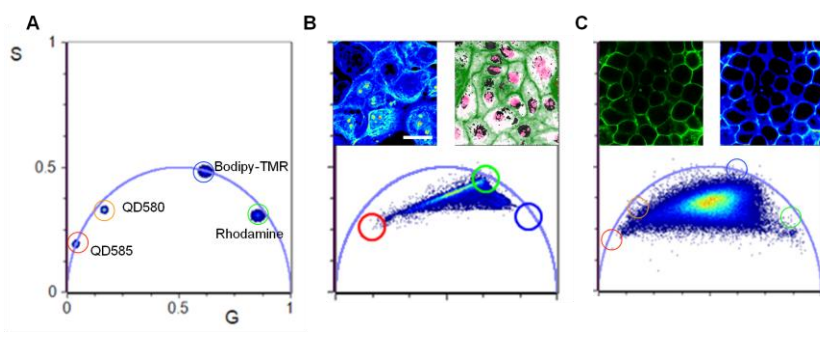 A
B
C
S
1
0.5
Bodipy-TMR
QD580
Rhodamine
QD585
0
0
0.5
1
G